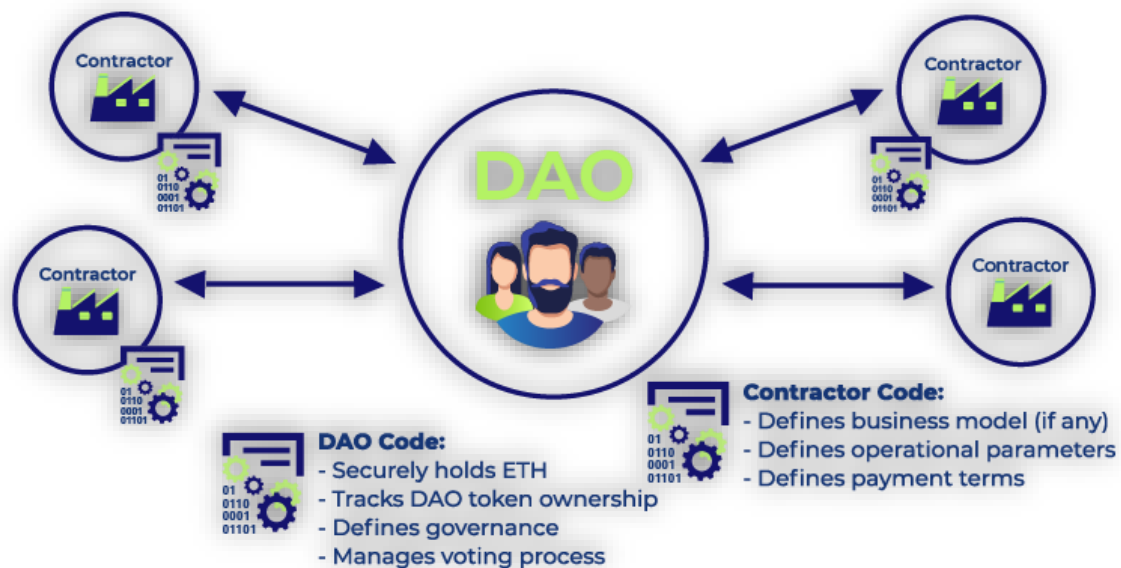 Contractor
01
0110
0001
01101
Contractor
01
0110
0001
01101
DAO
Contractor
01
0110
0001
01101
Contractor
DAO Code:
- Securely holds ETH
- Tracks DAO token ownership
- Defines governance
- Manages voting process
01
0110
0001
01101
Contractor Code:
- Defines business model (if any)
- Defines operational parameters
- Defines payment terms
01
0110
0001
01101